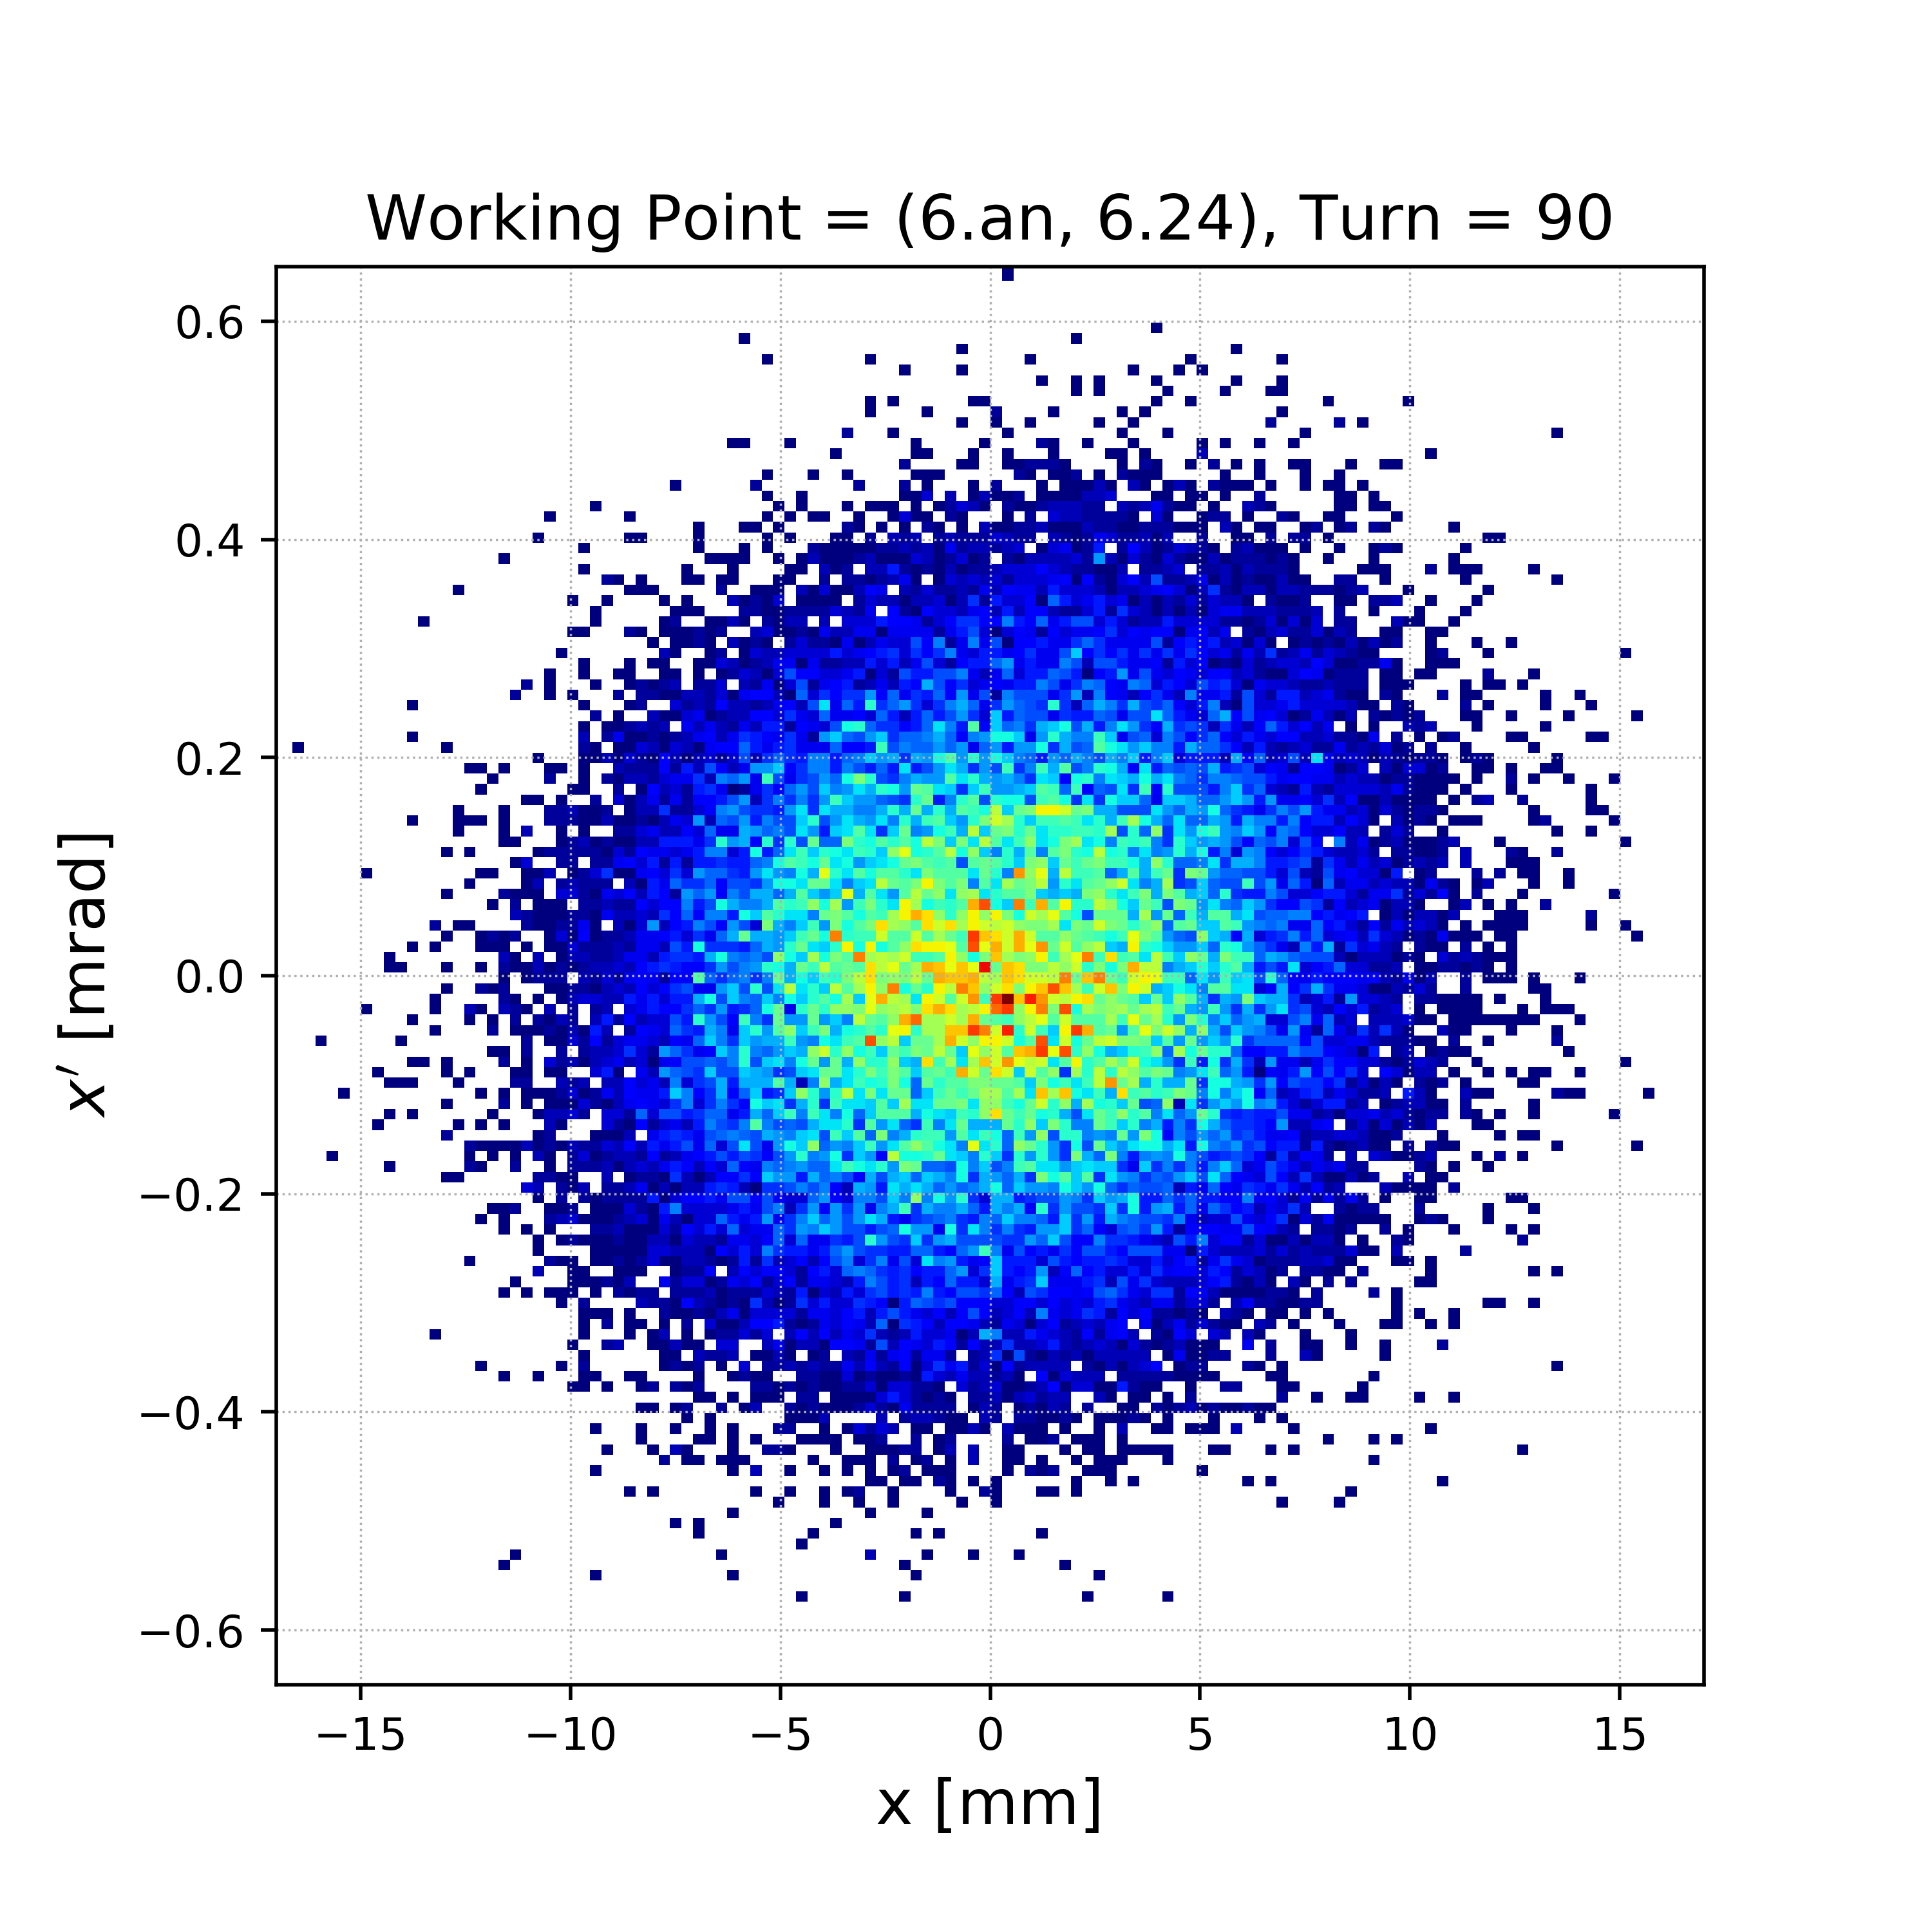 Working Point = (6.an, 6.24), Turn = 90
0.6
0.4
0.2
0.0
−0.2
−0.4
−0.6
x′ [mrad]
−15 −10 −5 0 5 10 15
x [mm]